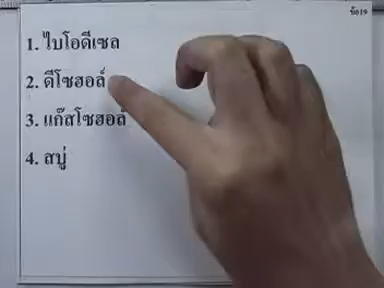 ข้อ19
1. ไบโอดีเซล
2. ดีโซฮอล์
3. แก๊สโซฮอล์
4. สบู่